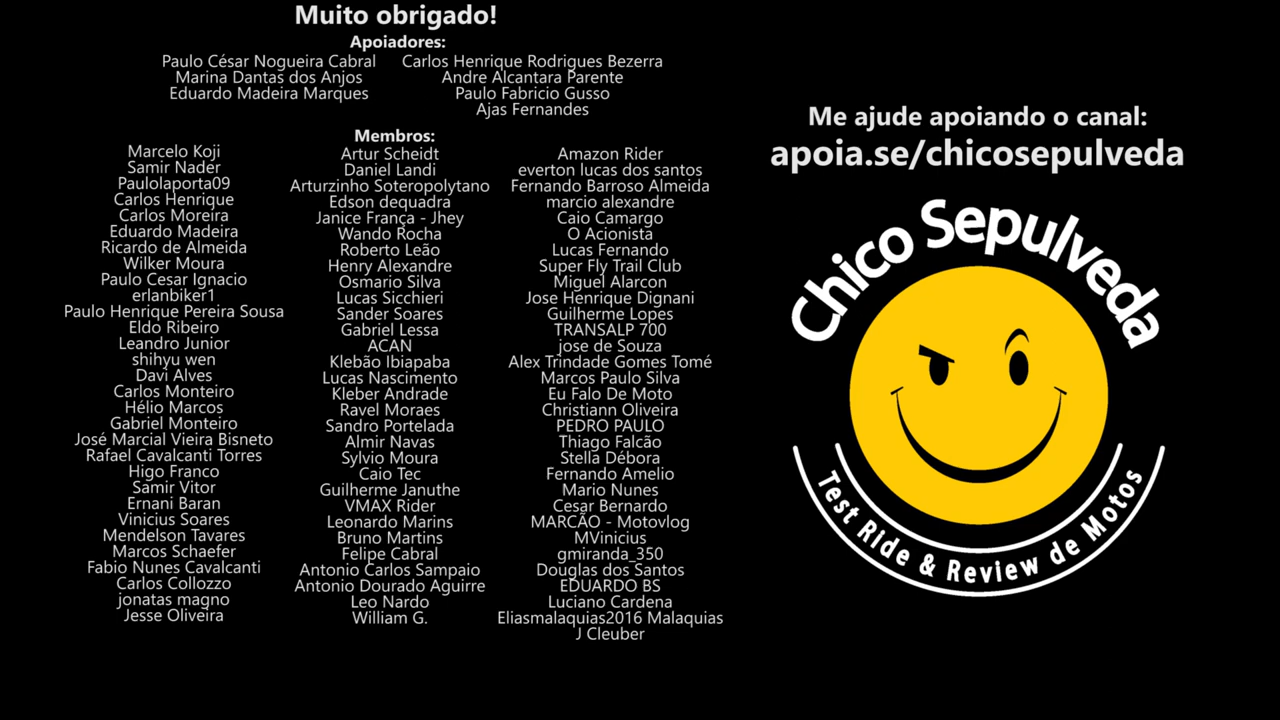 Muito obrigado!
Apoiadores:
Paulo César Nogueira Cabral
Marina Dantas dos Anjos
Eduardo Madeira Marques
Carlos Henrique Rodrigues Bezerra
Andre Alcantara Parente
Paulo Fabricio Gusso
Ajas Fernandes
Membros:
Marcelo Koji
Samir Nader
Paulolaporta09
Carlos Henrique
Carlos Moreira
Eduardo Madeira
Ricardo de Almeida
Wilker Moura
Paulo Cesar Ignacio
erlanbiker1
Paulo Henrique Pereira Sousa
Eldo Ribeiro
Leandro Junior
shihyu wen
Davi Alves
Carlos Monteiro
Hélio Marcos
Gabriel Monteiro
José Marcial Vieira Bisneto
Rafael Cavalcanti Torres
Higo Franco
Samir Vitor
Ernani Baran
Vinicius Soares
Mendelson Tavares
Marcos Schaefer
Fabio Nunes Cavalcanti
Carlos Collozzo
jonatas magno
Jesse Oliveira
Artur Scheidt
Daniel Landi
Arturzinho Soteropolytano
Edson dequadra
Janice França - Jhey
Wando Rocha
Roberto Leão
Henry Alexandre
Osmario Silva
Lucas Sicchieri
Sander Soares
Gabriel Lessa
ACAN
Klebão Ibiapaba
Lucas Nascimento
Kleber Andrade
Ravel Moraes
Sandro Portelada
Almir Navas
Sylvio Moura
Caio Tec
Guilherme Januthe
VMAX Rider
Leonardo Marins
Bruno Martins
Felipe Cabral
Antonio Carlos Sampaio
Antonio Dourado Aguirre
Leo Nardo
William G.
Amazon Rider
everton lucas dos santos
Fernando Barroso Almeida
marcio alexandre
Caio Camargo
O Acionista
Lucas Fernando
Super Fly Trail Club
Miguel Alarcon
Jose Henrique Dignani
Guilherme Lopes
TRANSALP 700
jose de Souza
Alex Trindade Gomes Tomé
Marcos Paulo Silva
Eu Falo De Moto
Christiann Oliveira
PEDRO PAULO
Thiago Falcão
Stella Débora
Fernando Amelio
Mario Nunes
Cesar Bernardo
MARCÃO - Motovlog
MVinicius
gmiranda_350
Douglas dos Santos
EDUARDO BS
Luciano Cardena
Eliasmalaquias2016 Malaquias
J Cleuber
Me ajude apoiando o canal:
apoia.se/chicosepulveda
Chico Sepulveda
Test Ride & Review de Motos